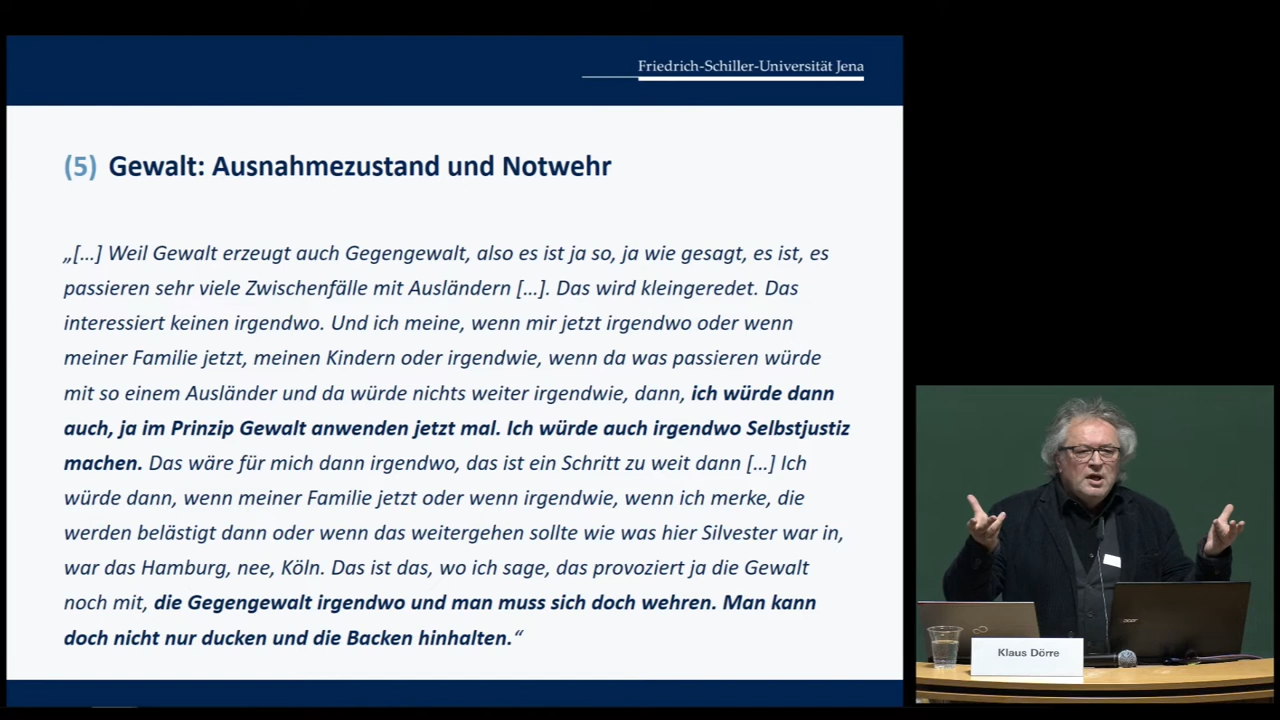 Friedrich-Schiller-Universität Jena
(5) Gewalt: Ausnahmezustand und Notwehr
„[…] Weil Gewalt erzeugt auch Gegengewalt, also es ist ja so, ja wie gesagt, es ist, es
passieren sehr viele Zwischenfälle mit Ausländern […]. Das wird kleingeredet. Das
interessiert keinen irgendwo. Und ich meine, wenn mir jetzt irgendwo oder wenn
meiner Familie jetzt, meinen Kindern oder irgendwie, wenn da was passieren würde
mit so einem Ausländer und da würde nichts weiter irgendwie, dann, ich würde dann
auch, ja im Prinzip Gewalt anwenden jetzt mal. Ich würde auch irgendwo Selbstjustiz
machen. Das wäre für mich dann irgendwo, das ist ein Schritt zu weit dann […] Ich
würde dann, wenn meiner Familie jetzt oder wenn irgendwie, wenn ich merke, die
werden belästigt dann oder wenn das weitergehen sollte wie was hier Silvester war in,
war das Hamburg, nee, Köln. Das ist das, wo ich sage, das provoziert ja die Gewalt
noch mit, die Gegengewalt irgendwo und man muss sich doch wehren. Man kann
doch nicht nur ducken und die Backen hinhalten.“
acer
Klaus Dörre